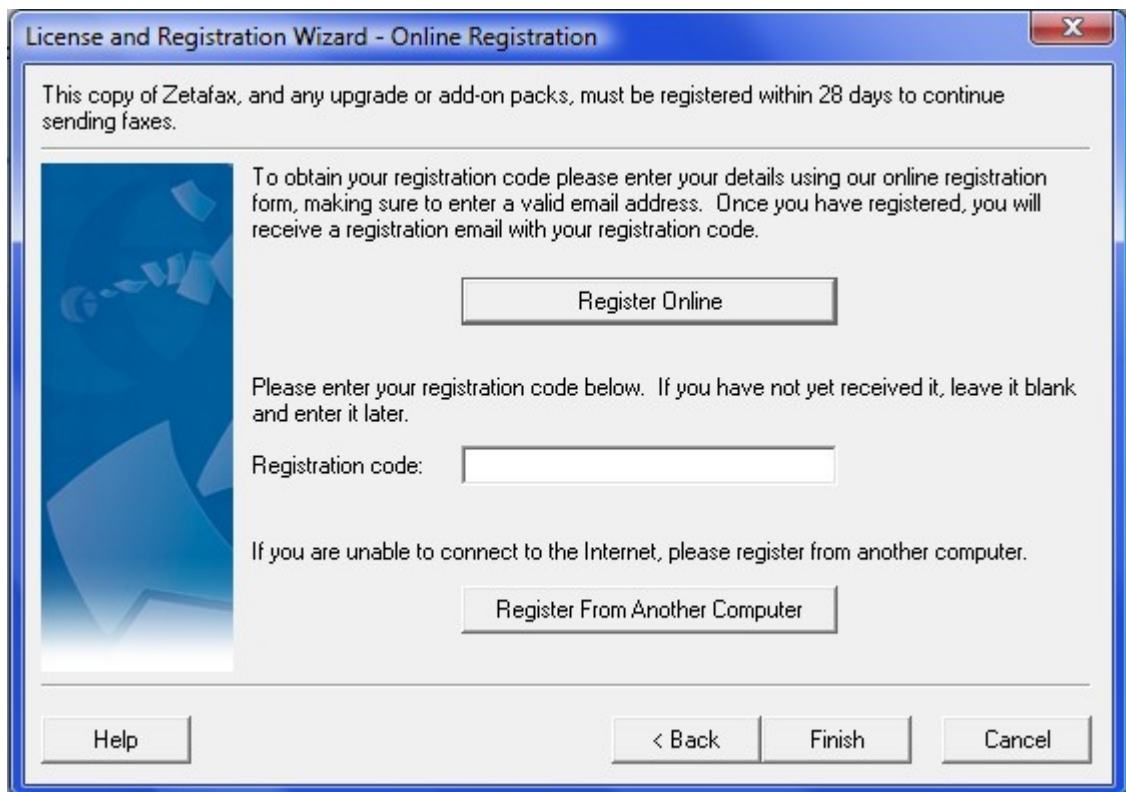 License and Registration Wizard - Online Registration
This copy of Zetafax, and any upgrade or add-on packs, must be registered within 28 days to continue
sending faxes.
To obtain your registration code please enter your details using our online registration
form, making sure to enter a valid email address.  Once you have registered, you will
receive a registration email with your registration code.
Register Online
Please enter your registration code below.  If you have not yet received it, leave it blank
and enter it later.
Registration code:
If you are unable to connect to the Internet, please register from another computer.
Register From Another Computer
Help
< Back
Finish
Cancel